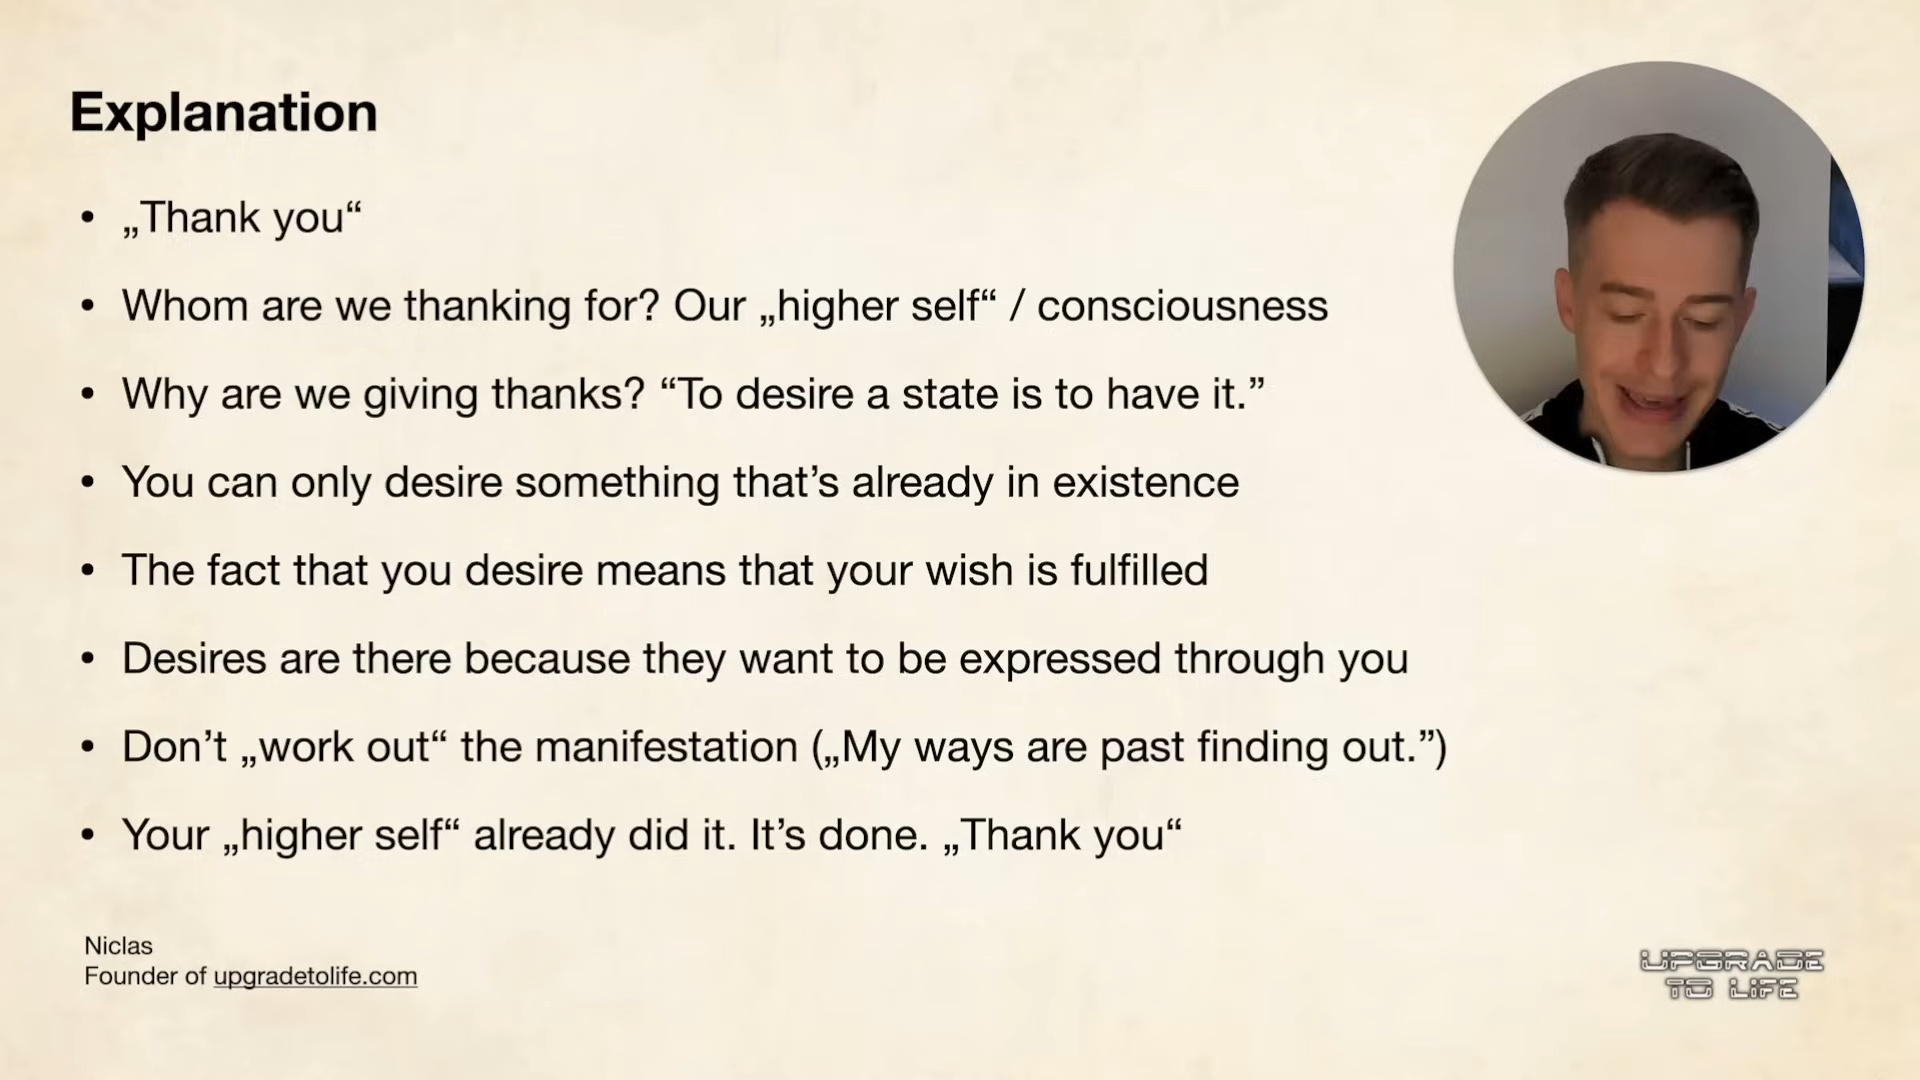 Explanation
• „Thank you“
• Whom are we thanking for? Our „higher self“ / consciousness
• Why are we giving thanks? “To desire a state is to have it.”
• You can only desire something that’s already in existence
• The fact that you desire means that your wish is fulfilled
• Desires are there because they want to be expressed through you
• Don’t „work out“ the manifestation („My ways are past finding out.”)
• Your „higher self“ already did it. It’s done. „Thank you“
Niclas
Founder of upgradetolife.com
UPGRADE
TO LIFE